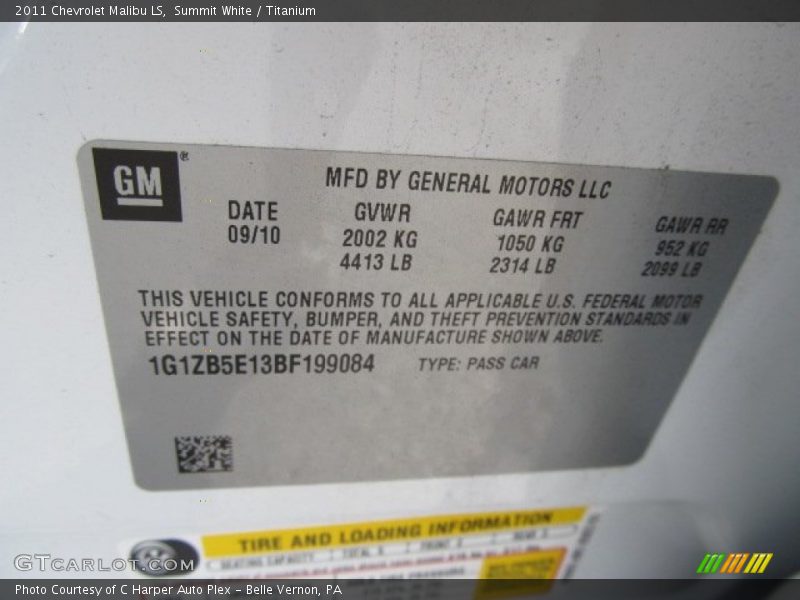 2011 Chevrolet Malibu LS, Summit White / Titanium
GM®
MFD BY GENERAL MOTORS LLC
DATE GVWR GAWR FRT GAWR RR
09/10 2002 KG 1050 KG 952 KG
4413 LB 2314 LB 2099 LB
THIS VEHICLE CONFORMS TO ALL APPLICABLE U.S. FEDERAL MOTOR
VEHICLE SAFETY, BUMPER, AND THEFT PREVENTION STANDARDS IN
EFFECT ON THE DATE OF MANUFACTURE SHOWN ABOVE.
1G1ZB5E13BF199084 TYPE: PASS CAR
TIRE AND LOADING INFORMATION
SEATING CAPACITY TOTAL
GTCarLot.com
Photo Courtesy of C Harper Auto Plex – Belle Vernon, PA